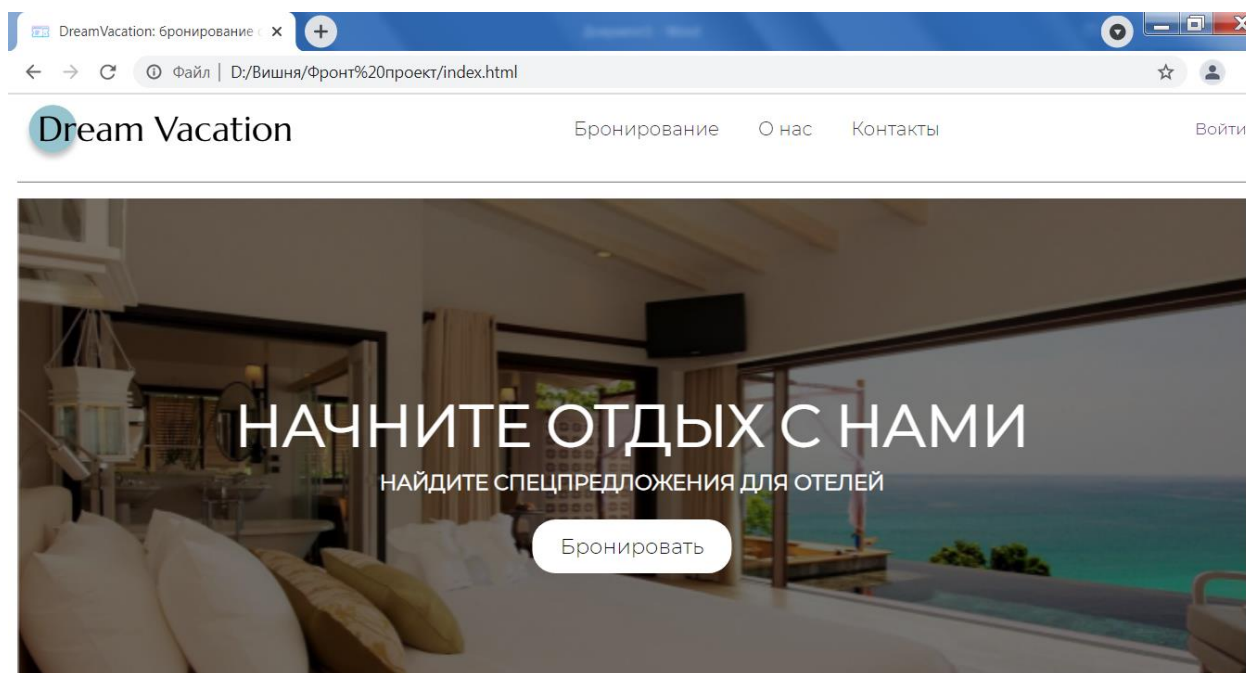 DreamVacation: бронирование
Файл | D:/Вишня/Фронт%20проект/index.html
Dream Vacation
Бронирование О нас Контакты Войти
НАЧНИТЕ ОТДЫХ С НАМИ
НАЙДИТЕ СПЕЦПРЕДЛОЖЕНИЯ ДЛЯ ОТЕЛЕЙ
Бронировать